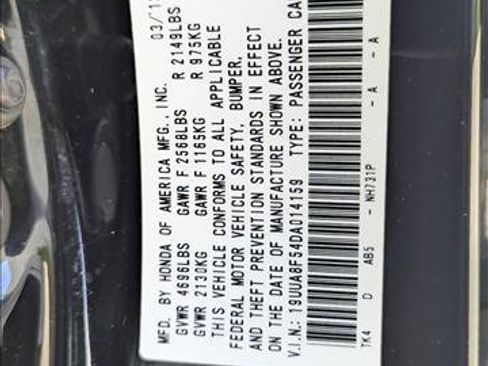 MFD. BY HONDA OF AMERICA MFG., INC. 03/1
GVWR 4696LBS GAWR F 2568LBS R 2149LBS
GVWR 2130KG GAWR F 1165KG R 975KG
THIS VEHICLE CONFORMS TO ALL APPLICABLE
FEDERAL MOTOR VEHICLE SAFETY, BUMPER,
AND THEFT PREVENTION STANDARDS IN EFFECT
ON THE DATE OF MANUFACTURE SHOWN ABOVE.
V.I.N.: 19UUA8F54DA014159 TYPE: PASSENGER CA
TK4 D AB5 - NH731P - A - A